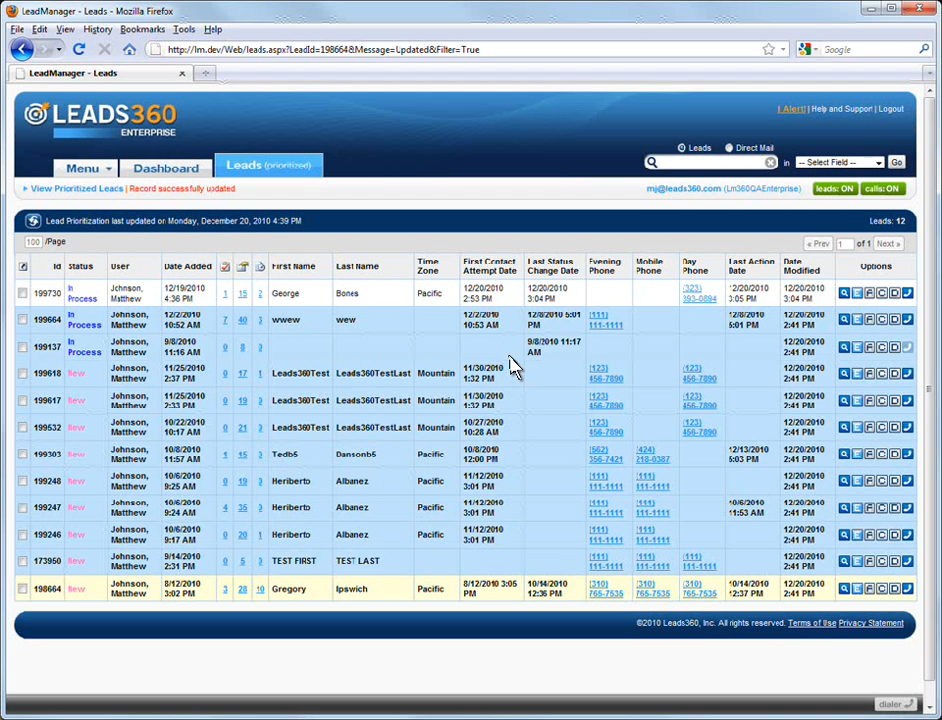 LeadManager - Leads - Mozilla Firefox
File Edit View History Bookmarks Tools Help
http://lm.dev/Web/leads.aspx?LeadId=198664&Message=Updated&Filter=True
Google
LeadManager - Leads
LEADS360
ENTERPRISE
Alert! | Help and Support | Logout
Leads Direct Mail
in -- Select Field -- Go
Menu Dashboard Leads (prioritized)
View Prioritized Leads | Record successfully updated
mj@leads360.com (Lm360QAEnterprise) leads: ON calls: ON
Lead Prioritization last updated on Monday, December 20, 2010 4:39 PM Leads: 12
100 /Page « Prev 1 of 1 Next »
Id Status User Date Added First Name Last Name Time Zone First Contact Attempt Date Last Status Change Date Evening Phone Mobile Phone Day Phone Last Action Date Date Modified Options
199730 In Process Johnson, Matthew 12/19/2010 4:36 PM 1 15 2 George Bones Pacific 12/20/2010 2:53 PM 12/20/2010 3:04 PM (323) 393-0894 12/20/2010 3:05 PM 12/20/2010 3:04 PM
199664 In Process Johnson, Matthew 12/2/2010 10:52 AM 7 40 wwew wew 12/2/2010 10:53 AM 12/8/2010 5:01 PM (111) 111-1111 12/8/2010 5:01 PM 12/20/2010 2:41 PM
199137 In Process Johnson, Matthew 9/8/2010 11:16 AM 0 8 9/8/2010 11:17 AM 12/20/2010 2:41 PM
199618 New Johnson, Matthew 11/25/2010 2:37 PM 0 17 1 Leads360Test Leads360TestLast Mountain 11/30/2010 1:32 PM (123) 456-7890 (123) 456-7890 12/20/2010 2:41 PM
199617 New Johnson, Matthew 11/25/2010 2:33 PM 0 19 Leads360Test Leads360TestLast Mountain 11/30/2010 1:32 PM (123) 456-7890 (123) 456-7890 12/20/2010 2:41 PM
199532 New Johnson, Matthew 10/22/2010 10:17 AM 0 21 Leads360Test Leads360TestLast Mountain 10/27/2010 10:28 AM (123) 456-7890 (123) 456-7890 12/20/2010 2:41 PM
199303 New Johnson, Matthew 10/8/2010 11:57 AM 1 15 Tedb5 Dansonb5 Pacific 10/8/2010 12:00 PM (562) 356-7421 (424) 218-0387 12/13/2010 5:03 PM 12/20/2010 2:41 PM
199248 New Johnson, Matthew 10/6/2010 9:25 AM 0 19 Heriberto Albanez Pacific 11/12/2010 3:01 PM (111) 111-1111 (111) 111-1111 12/20/2010 2:41 PM
199247 New Johnson, Matthew 10/6/2010 9:24 AM 4 Heriberto Albanez Pacific 11/12/2010 3:01 PM (111) 111-1111 (111) 111-1111 10/6/2010 11:53 AM 12/20/2010 2:41 PM
199246 New Johnson, Matthew 10/6/2010 9:17 AM 0 20 Heriberto Albanez Pacific 11/12/2010 3:01 PM (111) 111-1111 (111) 111-1111 12/20/2010 2:41 PM
173950 New Johnson, Matthew 9/14/2010 2:31 PM 0 5 TEST FIRST TEST LAST (111) 111-1111 (111) 111-1111 (111) 111-1111 12/20/2010 2:41 PM
198664 New Johnson, Matthew 8/12/2010 3:02 PM 3 28 10 Gregory Ipswich Pacific 8/12/2010 3:05 PM 10/14/2010 12:36 PM (310) 765-7535 (310) 765-7535 (310) 765-7535 10/14/2010 12:37 PM 12/20/2010 2:41 PM
©2010 Leads360, Inc. All rights reserved. Terms of Use Privacy Statement
dialer